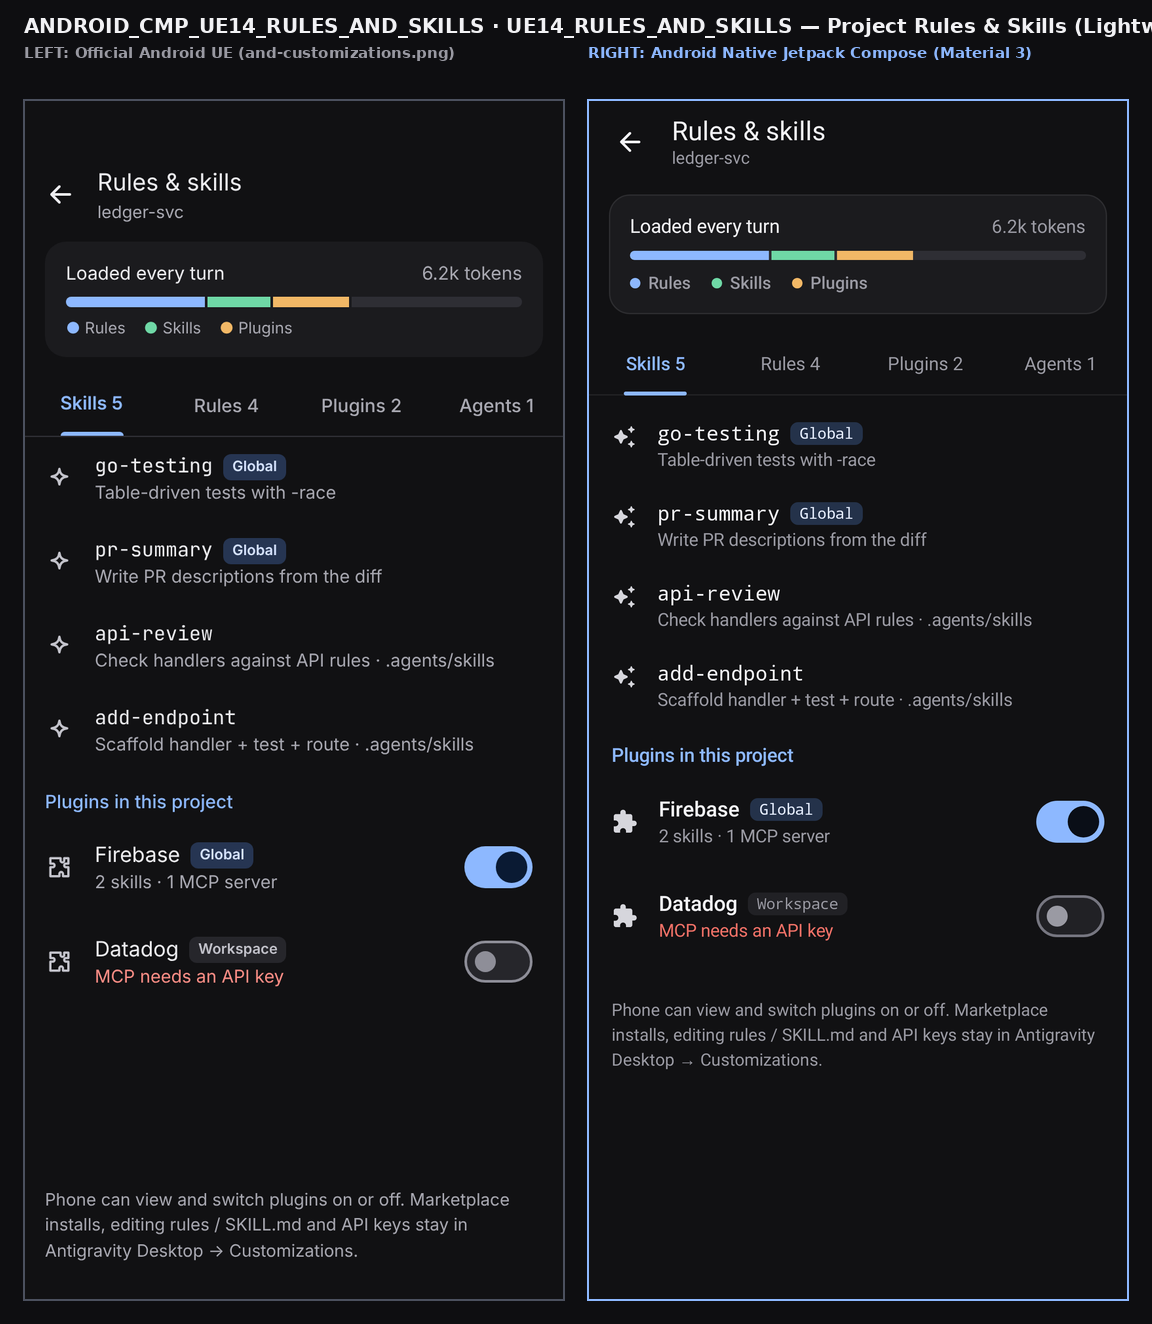 ANDROID_CMP_UE14_RULES_AND_SKILLS · UE14_RULES_AND_SKILLS — Project Rules & Skills (Lightw
LEFT: Official Android UE (and-customizations.png)
Rules & skills
ledger-svc
Loaded every turn 6.2k tokens
Rules Skills Plugins
Skills 5 Rules 4 Plugins 2 Agents 1
go-testing Global
Table-driven tests with -race
pr-summary Global
Write PR descriptions from the diff
api-review
Check handlers against API rules · .agents/skills
add-endpoint
Scaffold handler + test + route · .agents/skills
Plugins in this project
Firebase Global
2 skills · 1 MCP server
Datadog Workspace
MCP needs an API key
Phone can view and switch plugins on or off. Marketplace
installs, editing rules / SKILL.md and API keys stay in
Antigravity Desktop → Customizations.
RIGHT: Android Native Jetpack Compose (Material 3)
Rules & skills
ledger-svc
Loaded every turn 6.2k tokens
Rules Skills Plugins
Skills 5 Rules 4 Plugins 2 Agents 1
go-testing Global
Table-driven tests with -race
pr-summary Global
Write PR descriptions from the diff
api-review
Check handlers against API rules · .agents/skills
add-endpoint
Scaffold handler + test + route · .agents/skills
Plugins in this project
Firebase Global
2 skills · 1 MCP server
Datadog Workspace
MCP needs an API key
Phone can view and switch plugins on or off. Marketplace
installs, editing rules / SKILL.md and API keys stay in Antigravity
Desktop → Customizations.